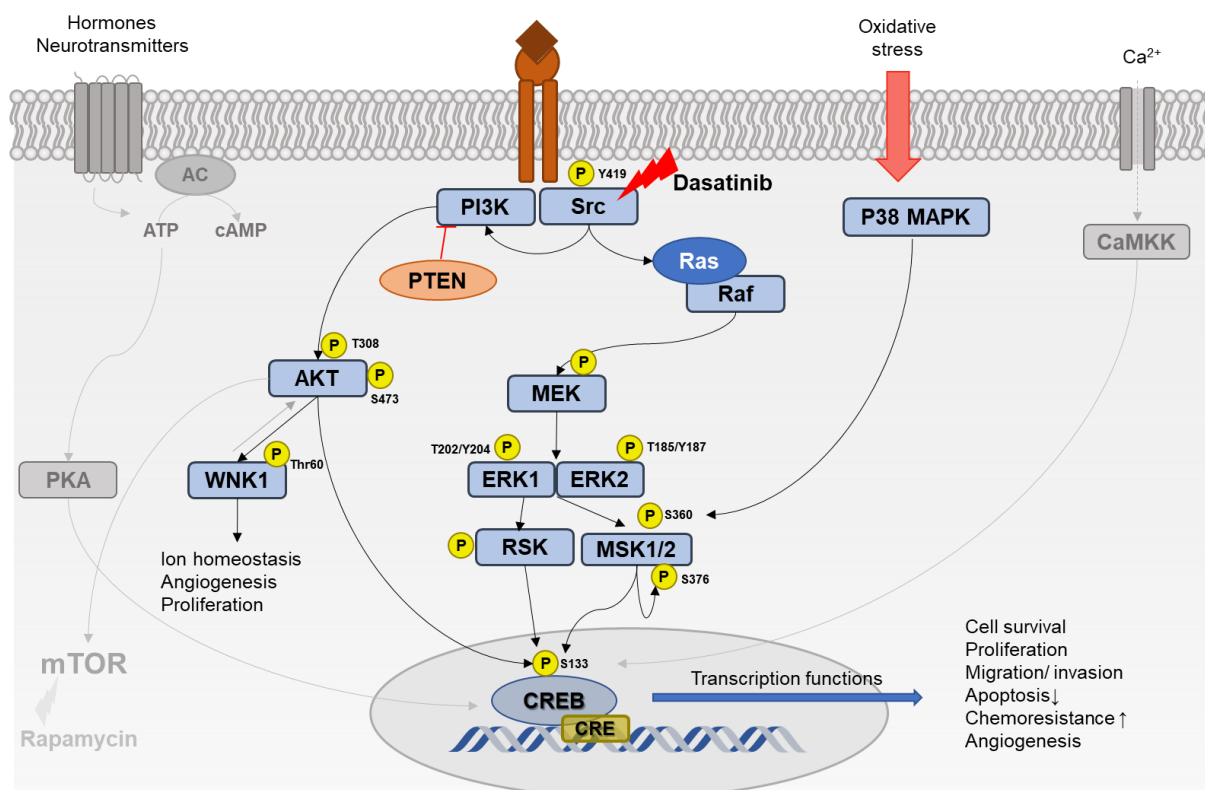 Hormones
Neurotransmitters
Oxidative
stress
Ca²⁺
AC
ATP
cAMP
P
Y419
Dasatinib
PI3K
Src
P38 MAPK
CaMKK
PTEN
Ras
Raf
P
T308
AKT
P
S473
P
MEK
T202/Y204
P
P
T185/Y187
P
Thr60
PKA
WNK1
ERK1
ERK2
P
S360
P
RSK
MSK1/2
P
S376
Ion homeostasis
Angiogenesis
Proliferation
mTOR
Rapamycin
P
S133
CREB
CRE
Transcription functions
Cell survival
Proliferation
Migration/ invasion
Apoptosis↓
Chemoresistance ↑
Angiogenesis